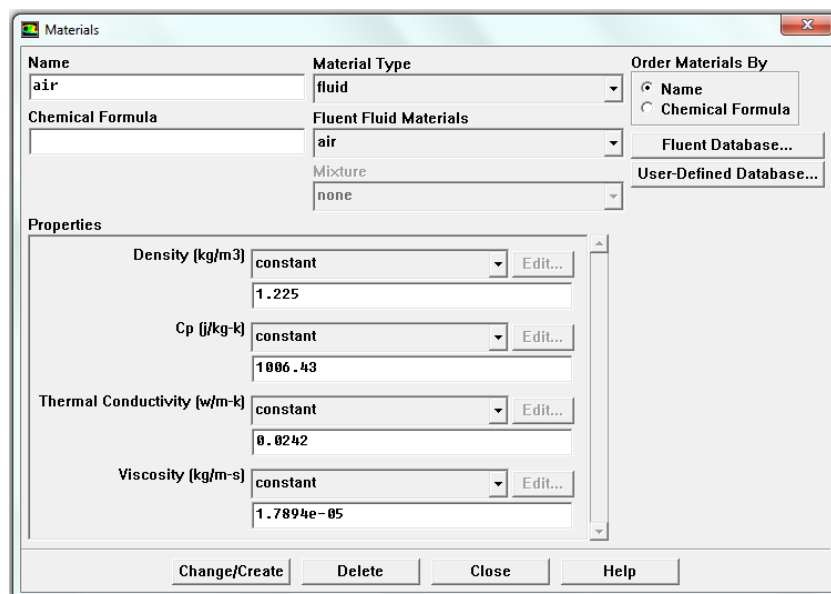 Materials
Name
air
Chemical Formula
Material Type
fluid
Fluent Fluid Materials
air
Mixture
none
Order Materials By
Name
Chemical Formula
Fluent Database...
User-Defined Database...
Properties
Density (kg/m3)
constant
Edit...
1.225
Cp (j/kg-k)
constant
Edit...
1006.43
Thermal Conductivity (w/m-k)
constant
Edit...
0.0242
Viscosity (kg/m-s)
constant
Edit...
1.7894e-05
Change/Create
Delete
Close
Help